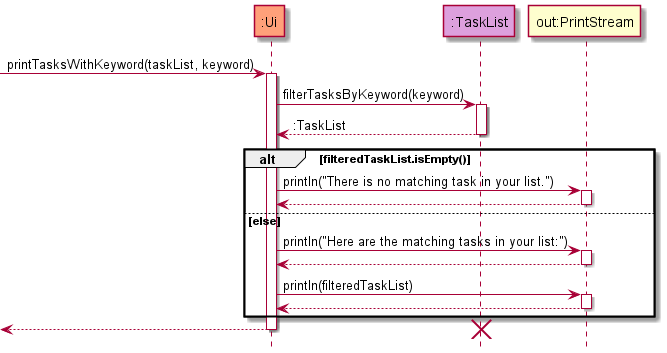 :Ui
:TaskList
out:PrintStream
printTasksWithKeyword(taskList, keyword)
filterTasksByKeyword(keyword)
:TaskList
alt
[filteredTaskList.isEmpty()]
println("There is no matching task in your list.")
[else]
println("Here are the matching tasks in your list:")
println(filteredTaskList)